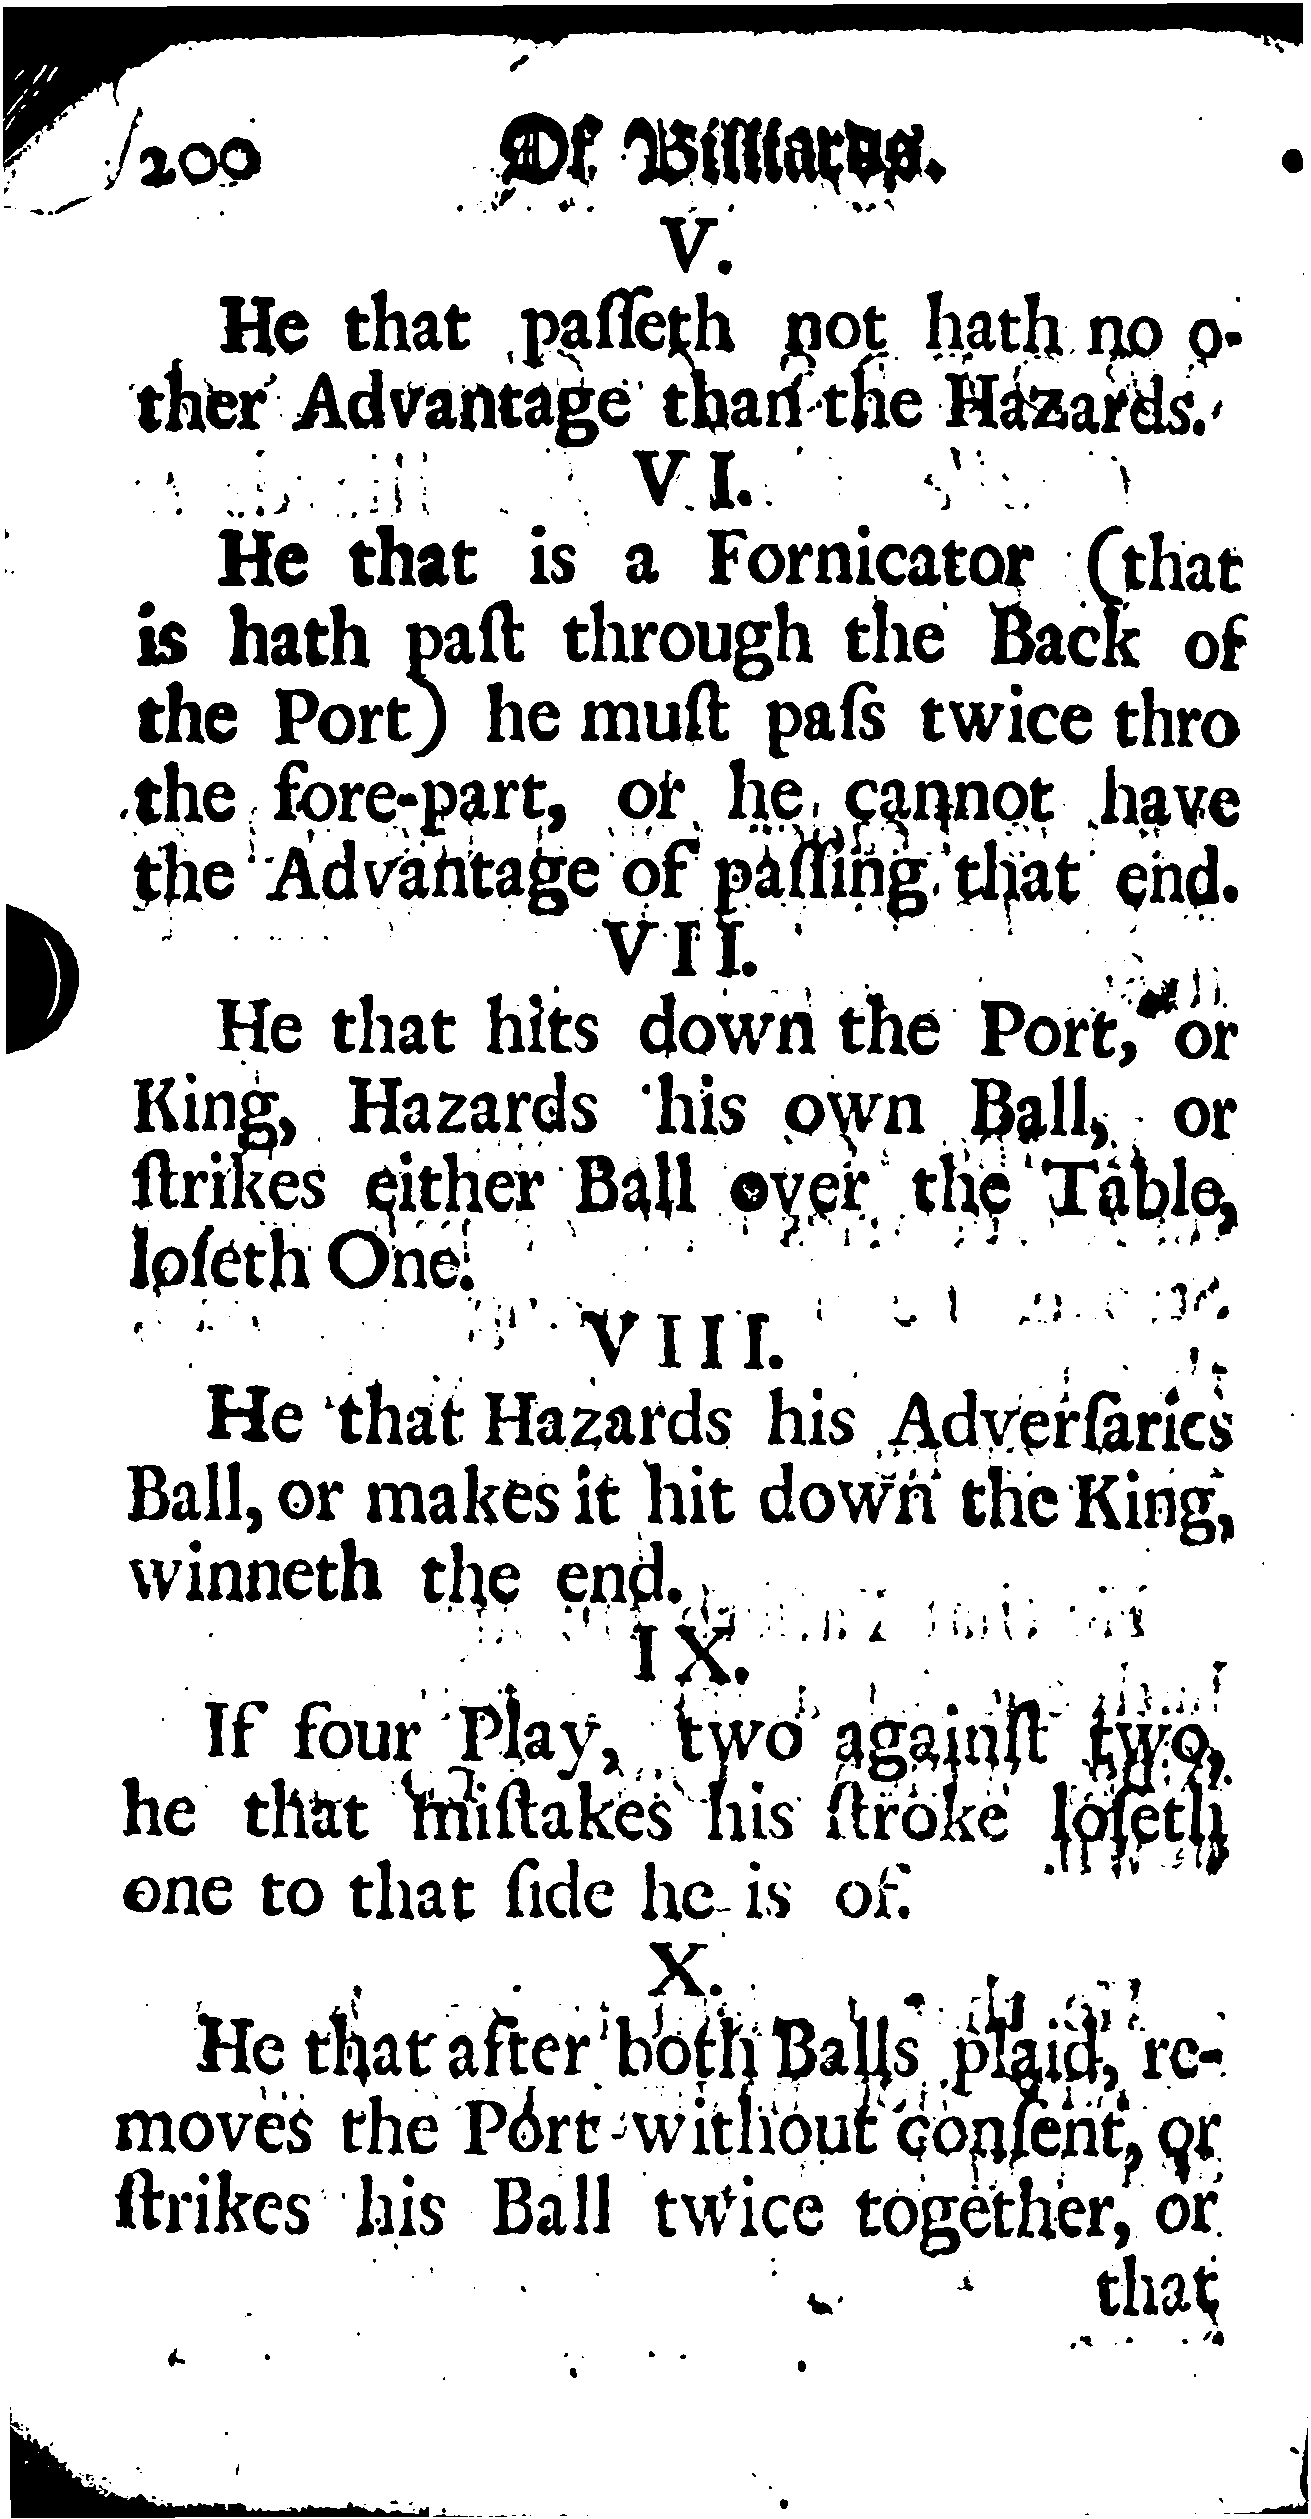 200 Of Billiards.
V.
He that paſſeth not hath no o-
ther Advantage than the Hazards.
VI.
He that is a Fornicator (that
is hath paſt through the Back of
the Port) he muſt paſs twice thro
the fore-part, or he cannot have
the Advantage of paſſing that end.
VII.
He that hits down the Port, or
King, Hazards his own Ball, or
ſtrikes either Ball over the Table,
loſeth One.
VIII.
He that Hazards his Adverſaries
Ball, or makes it hit down the King,
winneth the end.
IX.
If four Play, two againſt two,
he that miſtakes his ſtroke loſeth
one to that ſide he is of.
X.
He that after both Balls plaid, re-
moves the Port without conſent, or
ſtrikes his Ball twice together, or
that